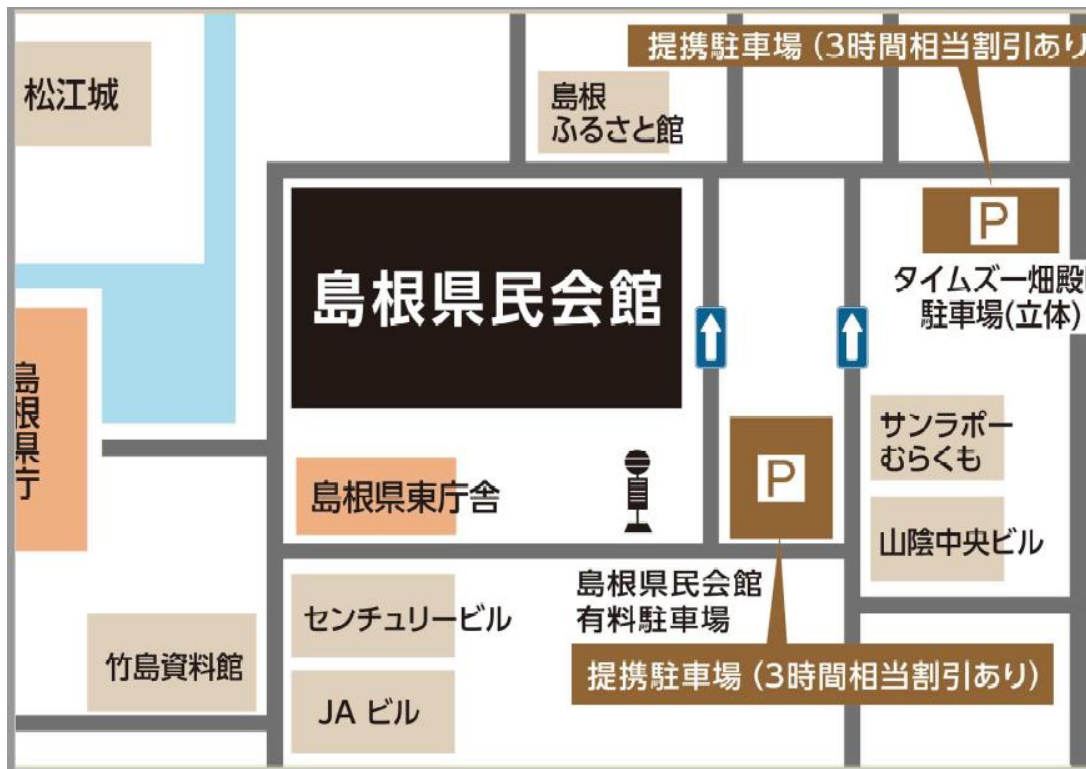 提携駐車場 (3時間相当割引あり
松江城
島根
ふるさと館
島根県民会館
P
タイムズ一畑殿
駐車場(立体)
島根県庁
サンラポー
むらくも
P
島根県東庁舎
山陰中央ビル
島根県民会館
有料駐車場
センチュリービル
竹島資料館
提携駐車場 (3時間相当割引あり)
JA ビル